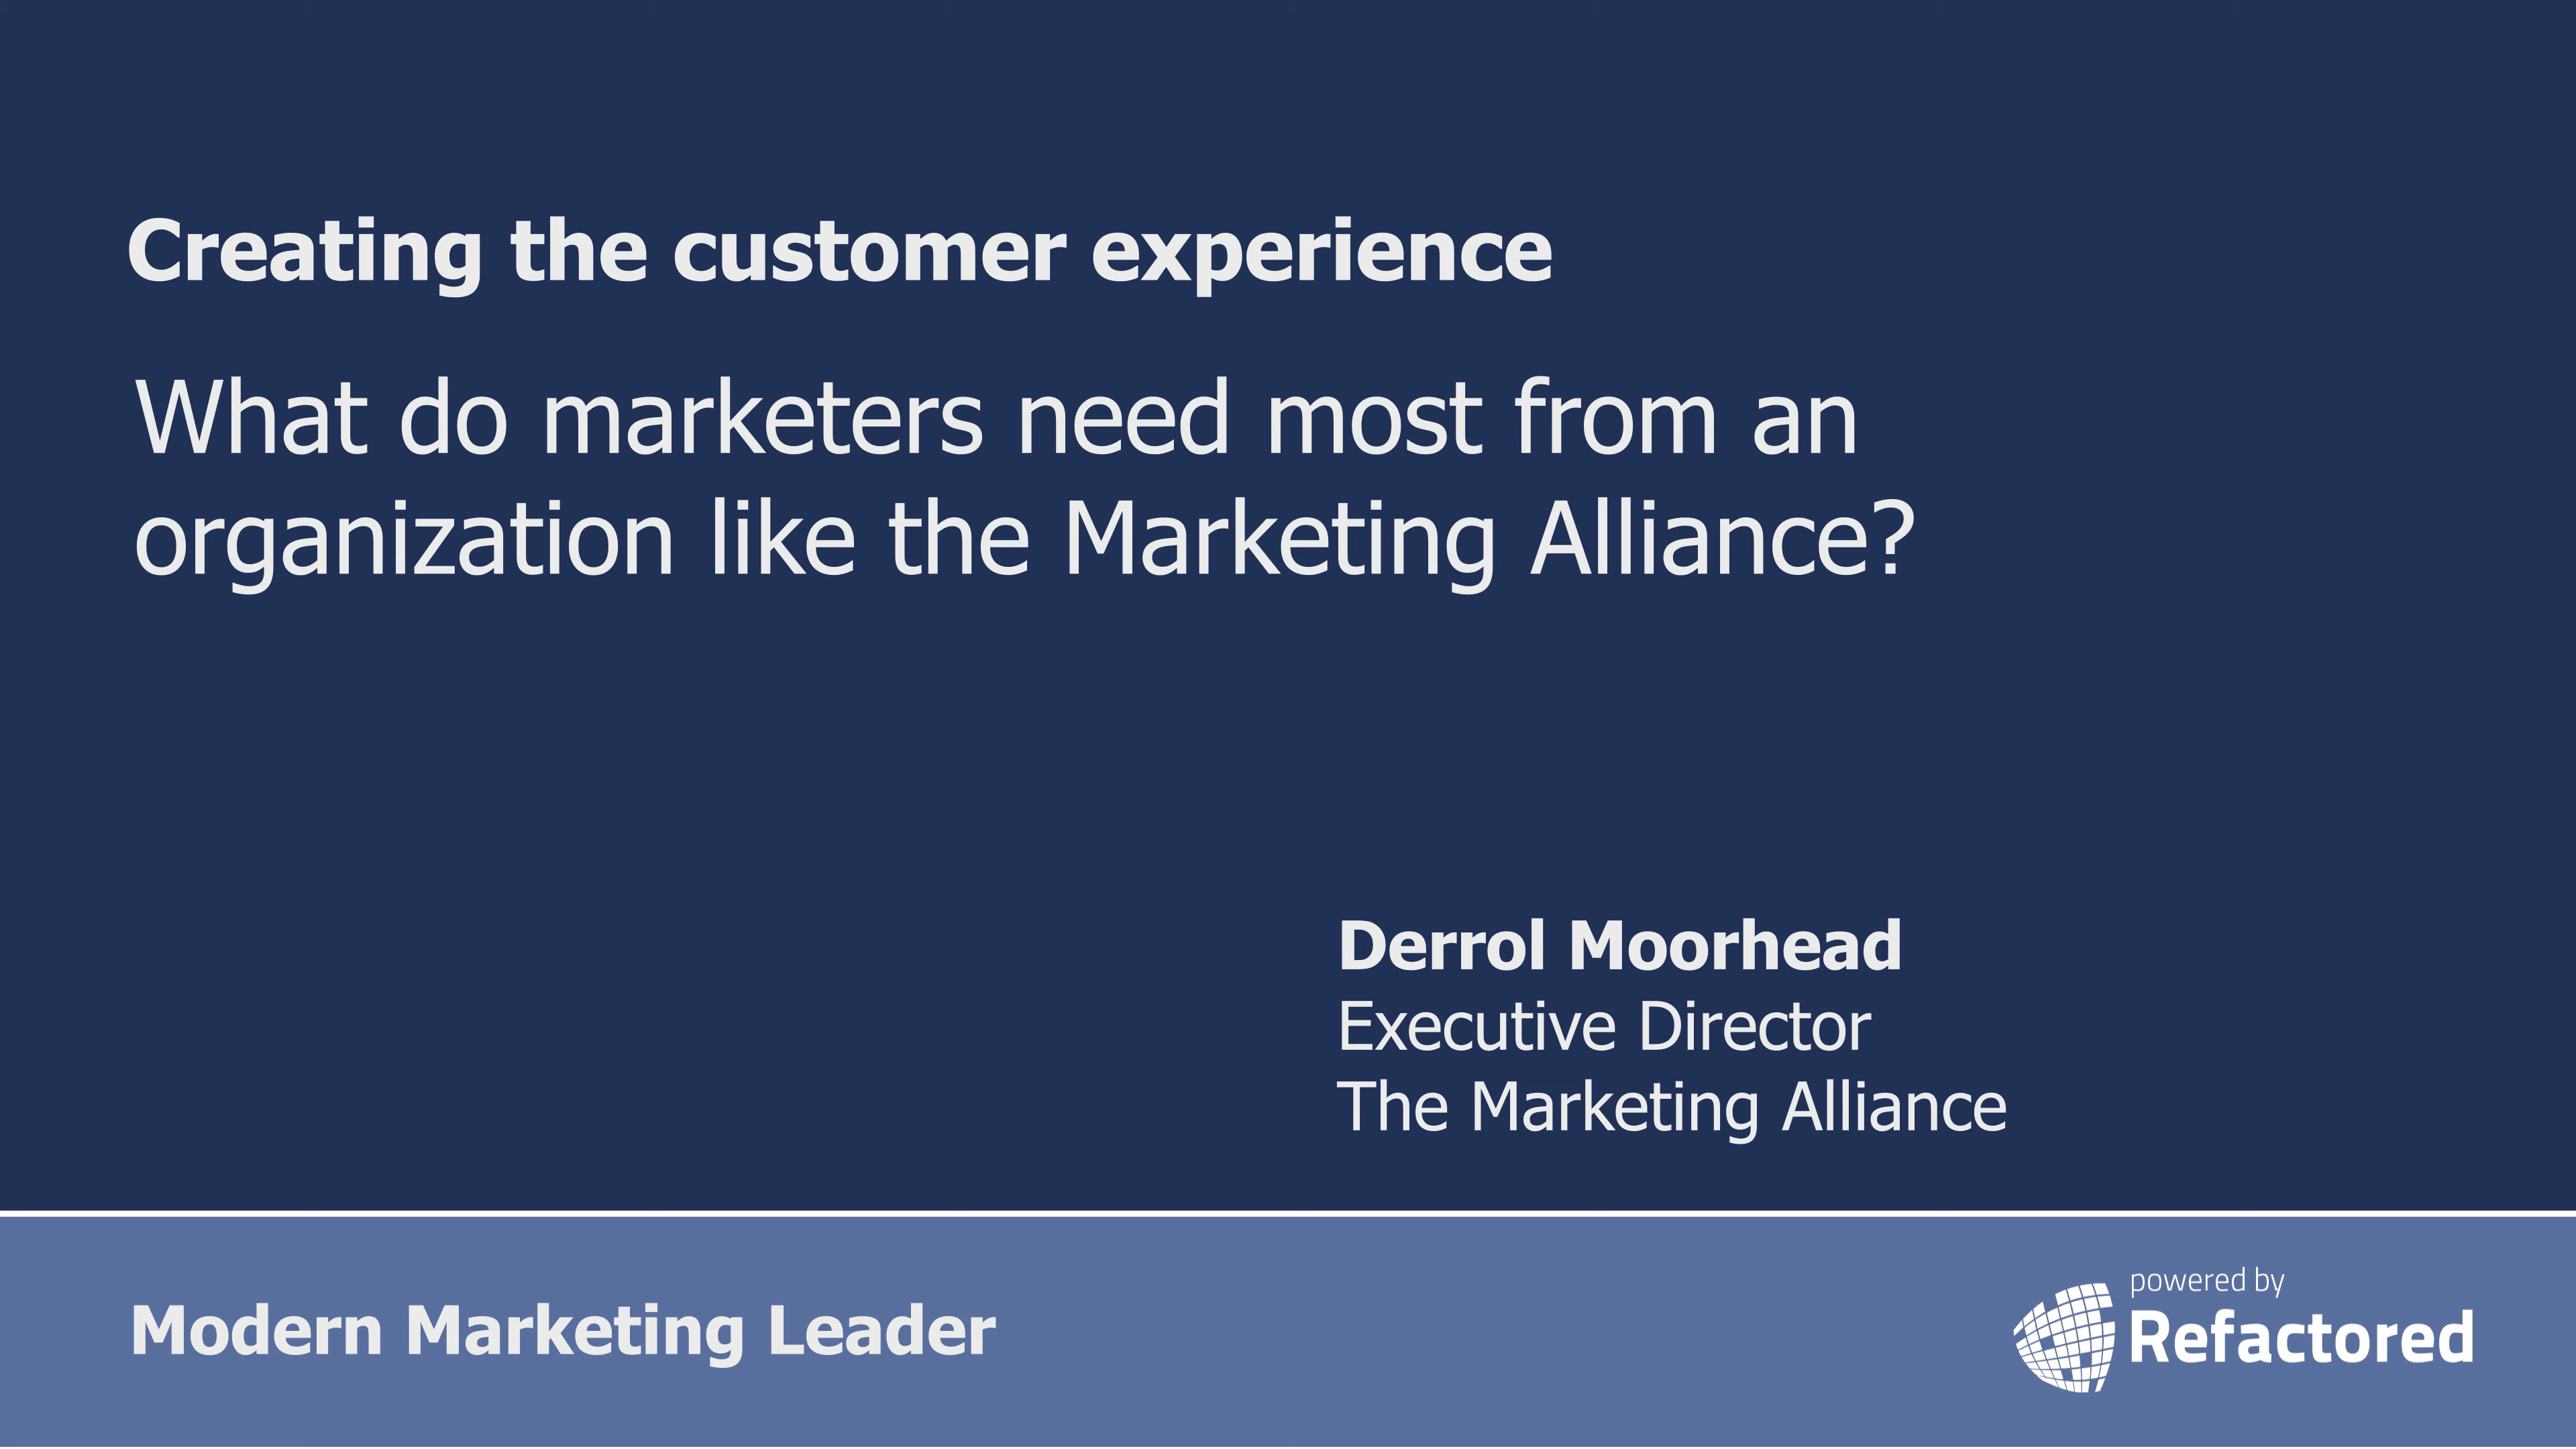 Creating the customer experience
What do marketers need most from an
organization like the Marketing Alliance?
Derrol Moorhead
Executive Director
The Marketing Alliance
Modern Marketing Leader
powered by
Refactored